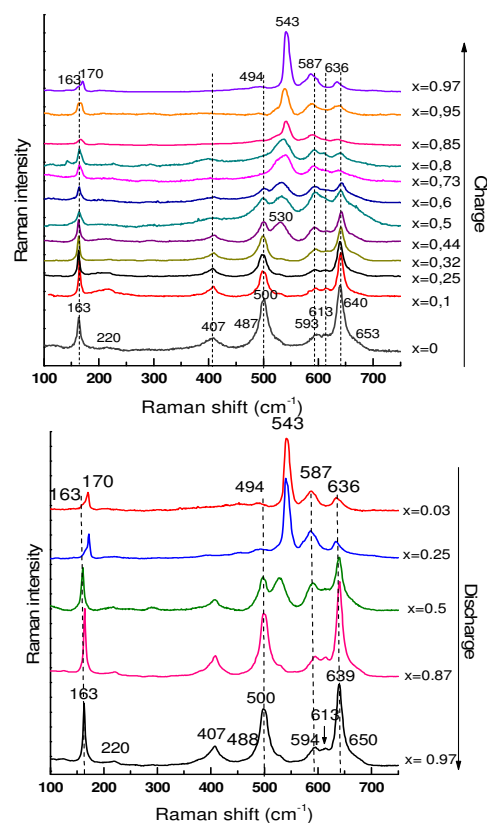 543
163
170
494
587
636
x=0.97
x=0,95
x=0,85
x=0,8
x=0,73
x=0,6
x=0,5
530
x=0,44
x=0,32
x=0,25
x=0,1
163
220
407
487
500
593
613
640
653
x=0
100 200 300 400 500 600 700
Raman shift (cm-1)
Raman intensity
Charge
543
163
170
494
587
636
x=0.03
x=0.25
x=0.5
x=0.87
163
220
407
488
500
594
613
639
650
x= 0.97
100 200 300 400 500 600 700
Raman shift (cm-1)
Raman intensity
Discharge